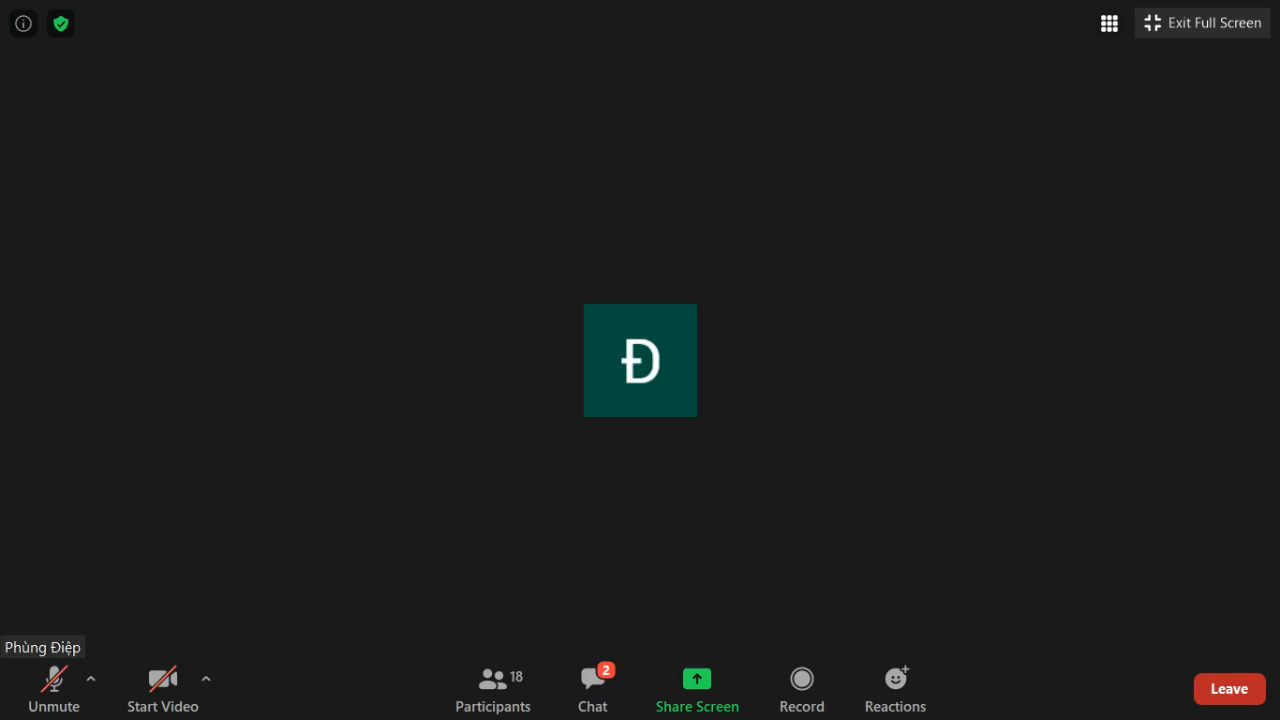 Exit Full Screen
Đ
Phùng Điệp
Unmute
Start Video
18
Participants
2
Chat
Share Screen
Record
Reactions
Leave